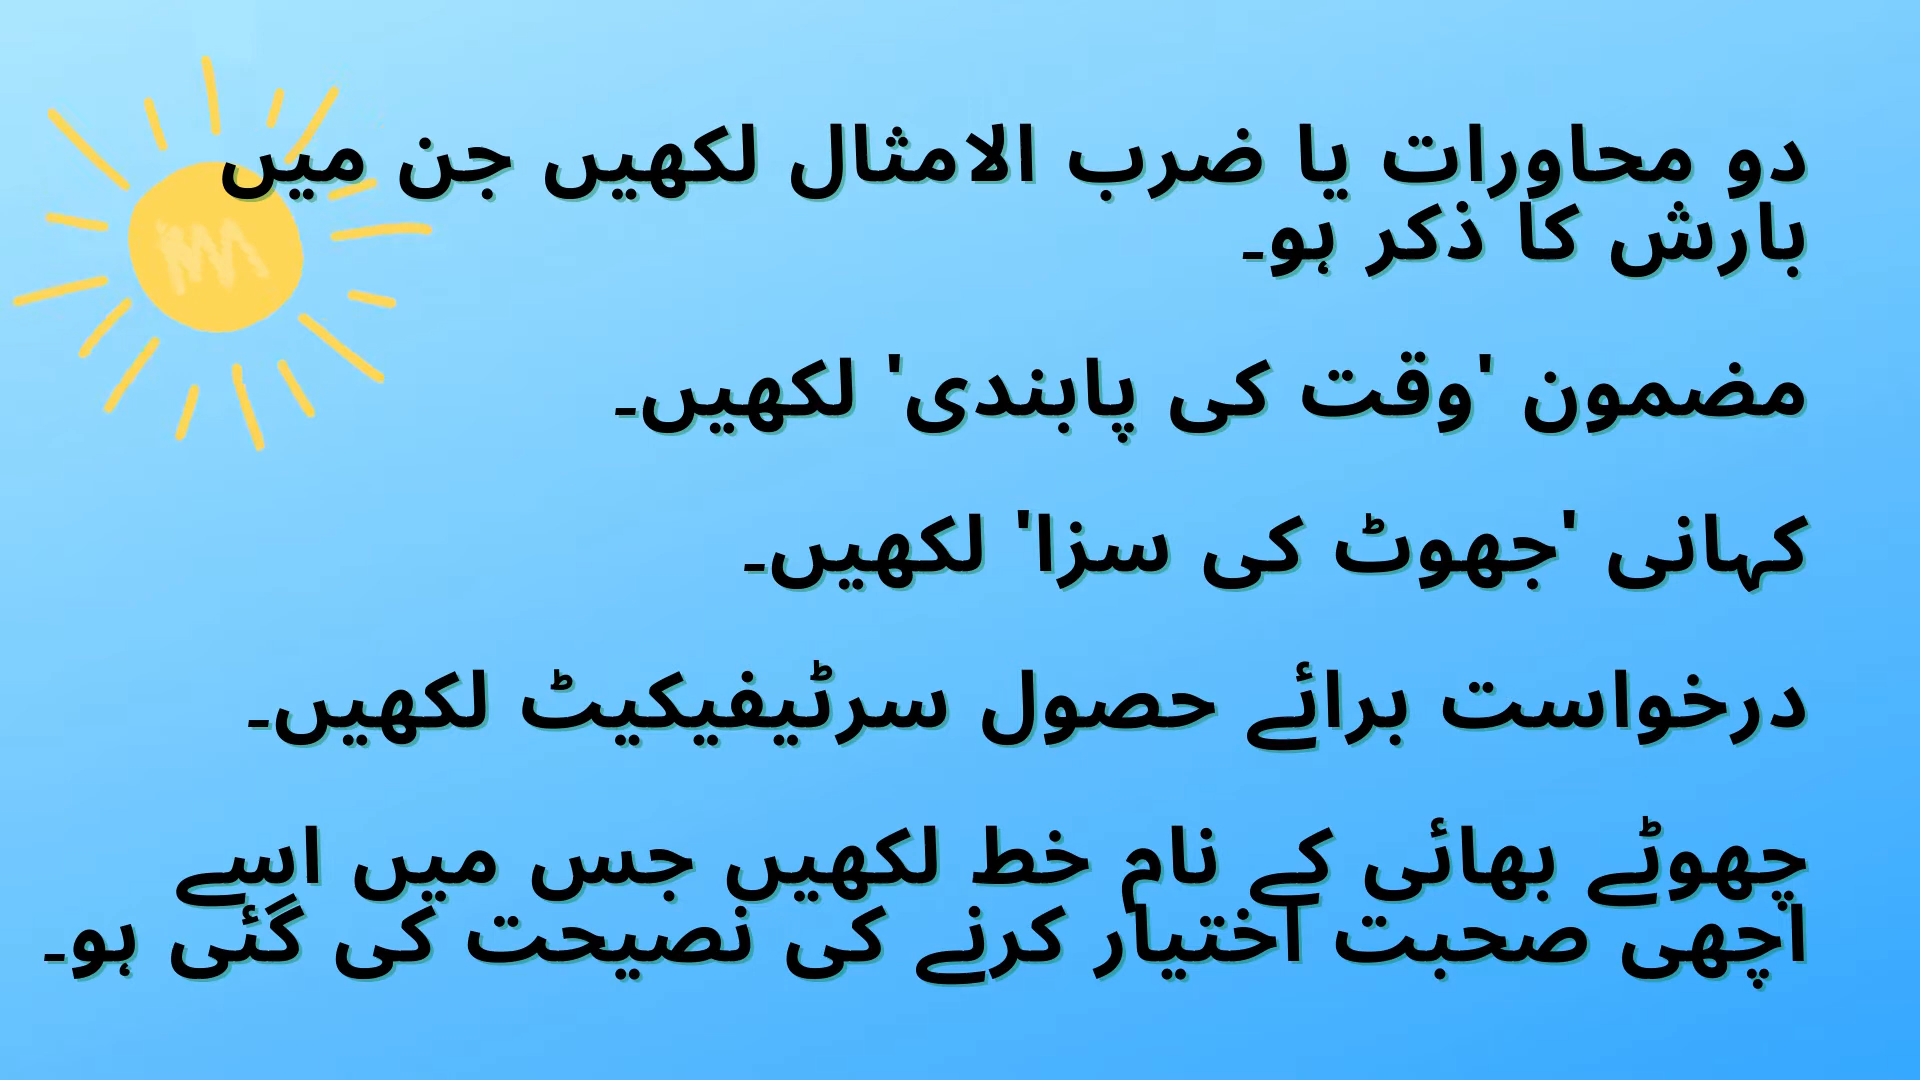 دو محاورات یا ضرب الامثال لکھیں جن میں
بارش کا ذکر ہو۔
مضمون 'وقت کی پابندی' لکھیں۔
کہانی 'جھوٹ کی سزا' لکھیں۔
درخواست برائے حصول سرٹیفیکیٹ لکھیں۔
چھوٹے بھائی کے نام خط لکھیں جس میں اسے
اچھی صحبت اختیار کرنے کی نصیحت کی گئی ہو۔